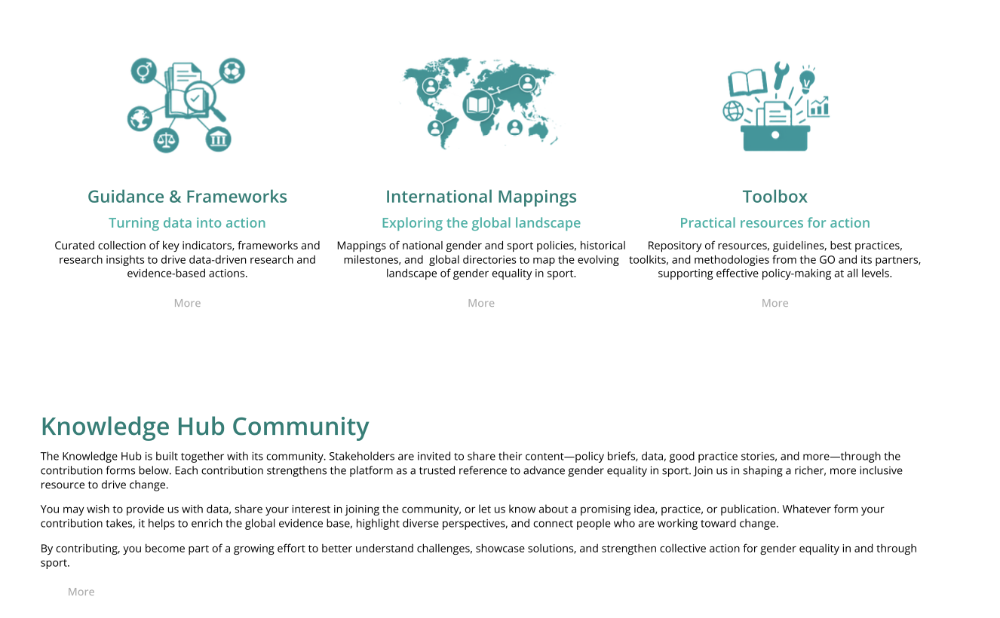 Guidance & Frameworks
Turning data into action
Curated collection of key indicators, frameworks and
research insights to drive data-driven research and
evidence-based actions.
More
International Mappings
Exploring the global landscape
Mappings of national gender and sport policies, historical
milestones, and  global directories to map the evolving
landscape of gender equality in sport.
More
Toolbox
Practical resources for action
Repository of resources, guidelines, best practices,
toolkits, and methodologies from the GO and its partners,
supporting effective policy-making at all levels.
More
Knowledge Hub Community
The Knowledge Hub is built together with its community. Stakeholders are invited to share their content—policy briefs, data, good practice stories, and more—through the
contribution forms below. Each contribution strengthens the platform as a trusted reference to advance gender equality in sport. Join us in shaping a richer, more inclusive
resource to drive change.
You may wish to provide us with data, share your interest in joining the community, or let us know about a promising idea, practice, or publication. Whatever form your
contribution takes, it helps to enrich the global evidence base, highlight diverse perspectives, and connect people who are working toward change.
By contributing, you become part of a growing effort to better understand challenges, showcase solutions, and strengthen collective action for gender equality in and through
sport.
More